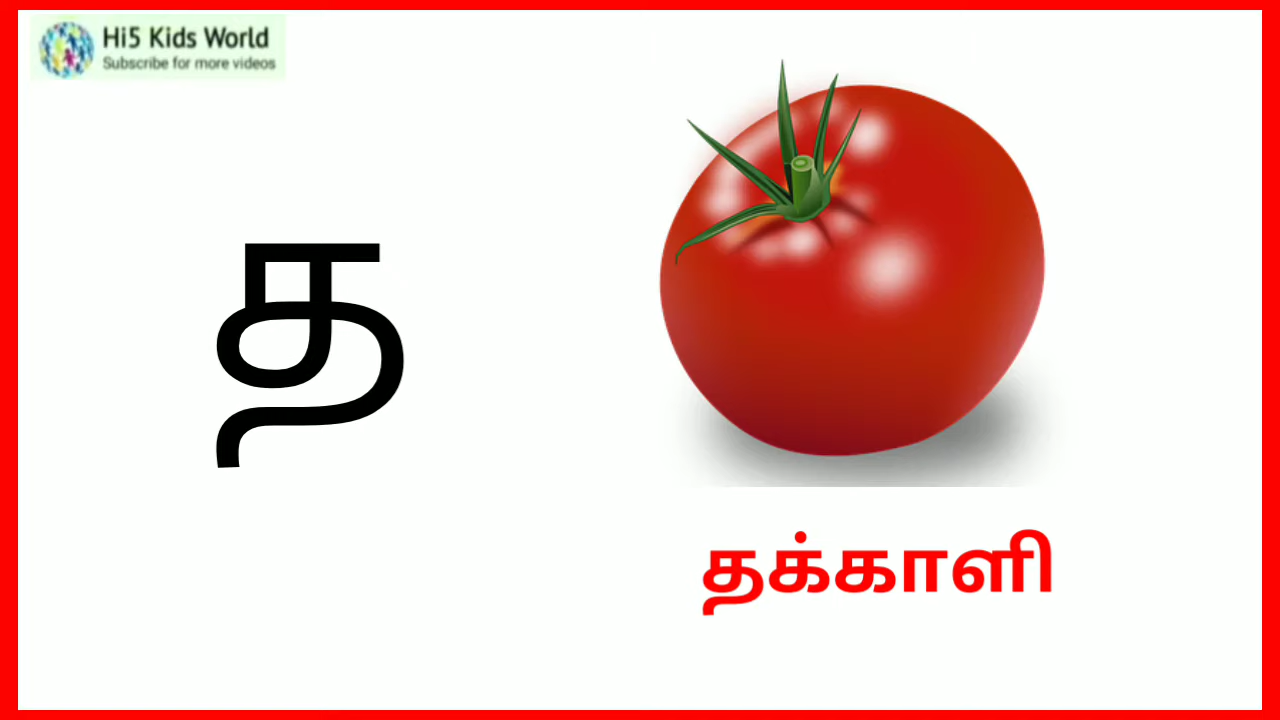 Hi5 Kids World
Subscribe for more videos
த
தக்காளி